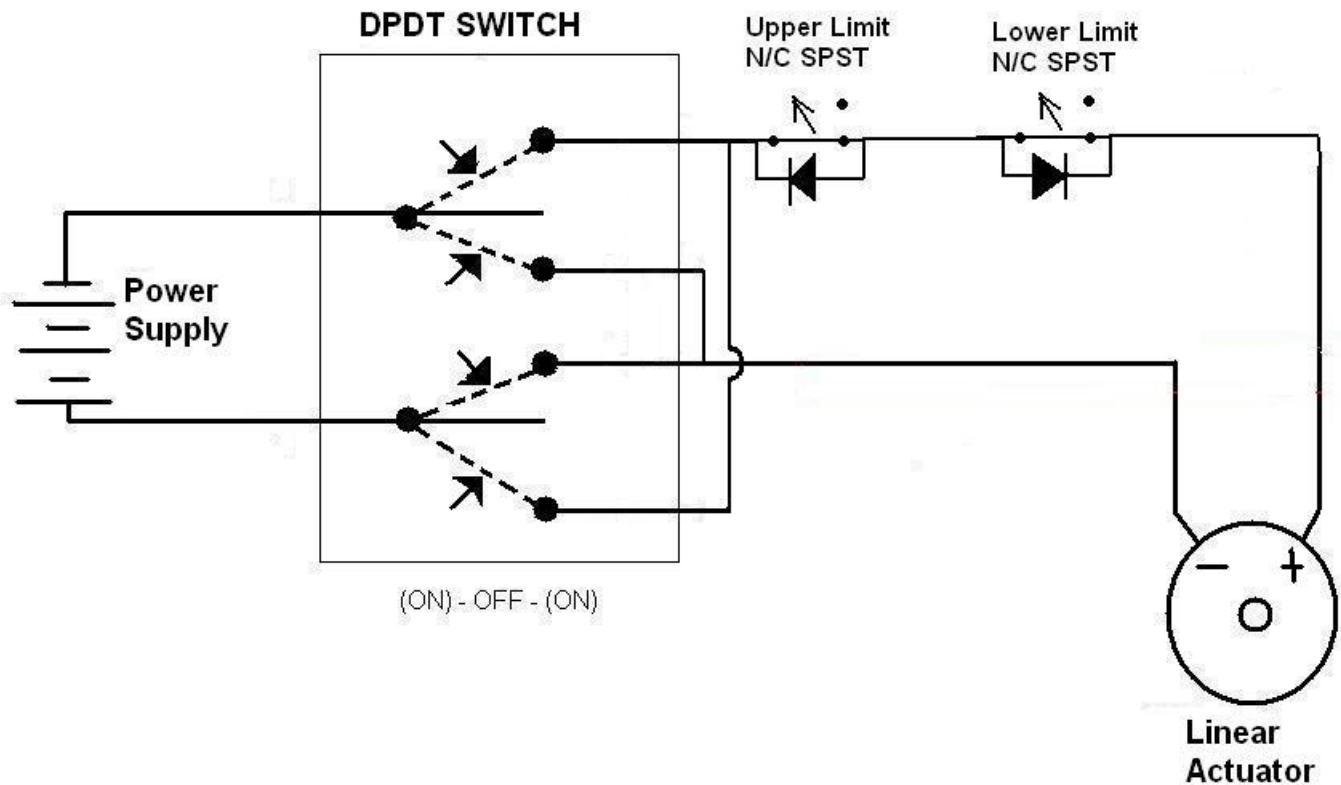 DPDT SWITCH
Upper Limit
N/C SPST
Lower Limit
N/C SPST
Power
Supply
(ON) - OFF - (ON)
- +
Linear
Actuator